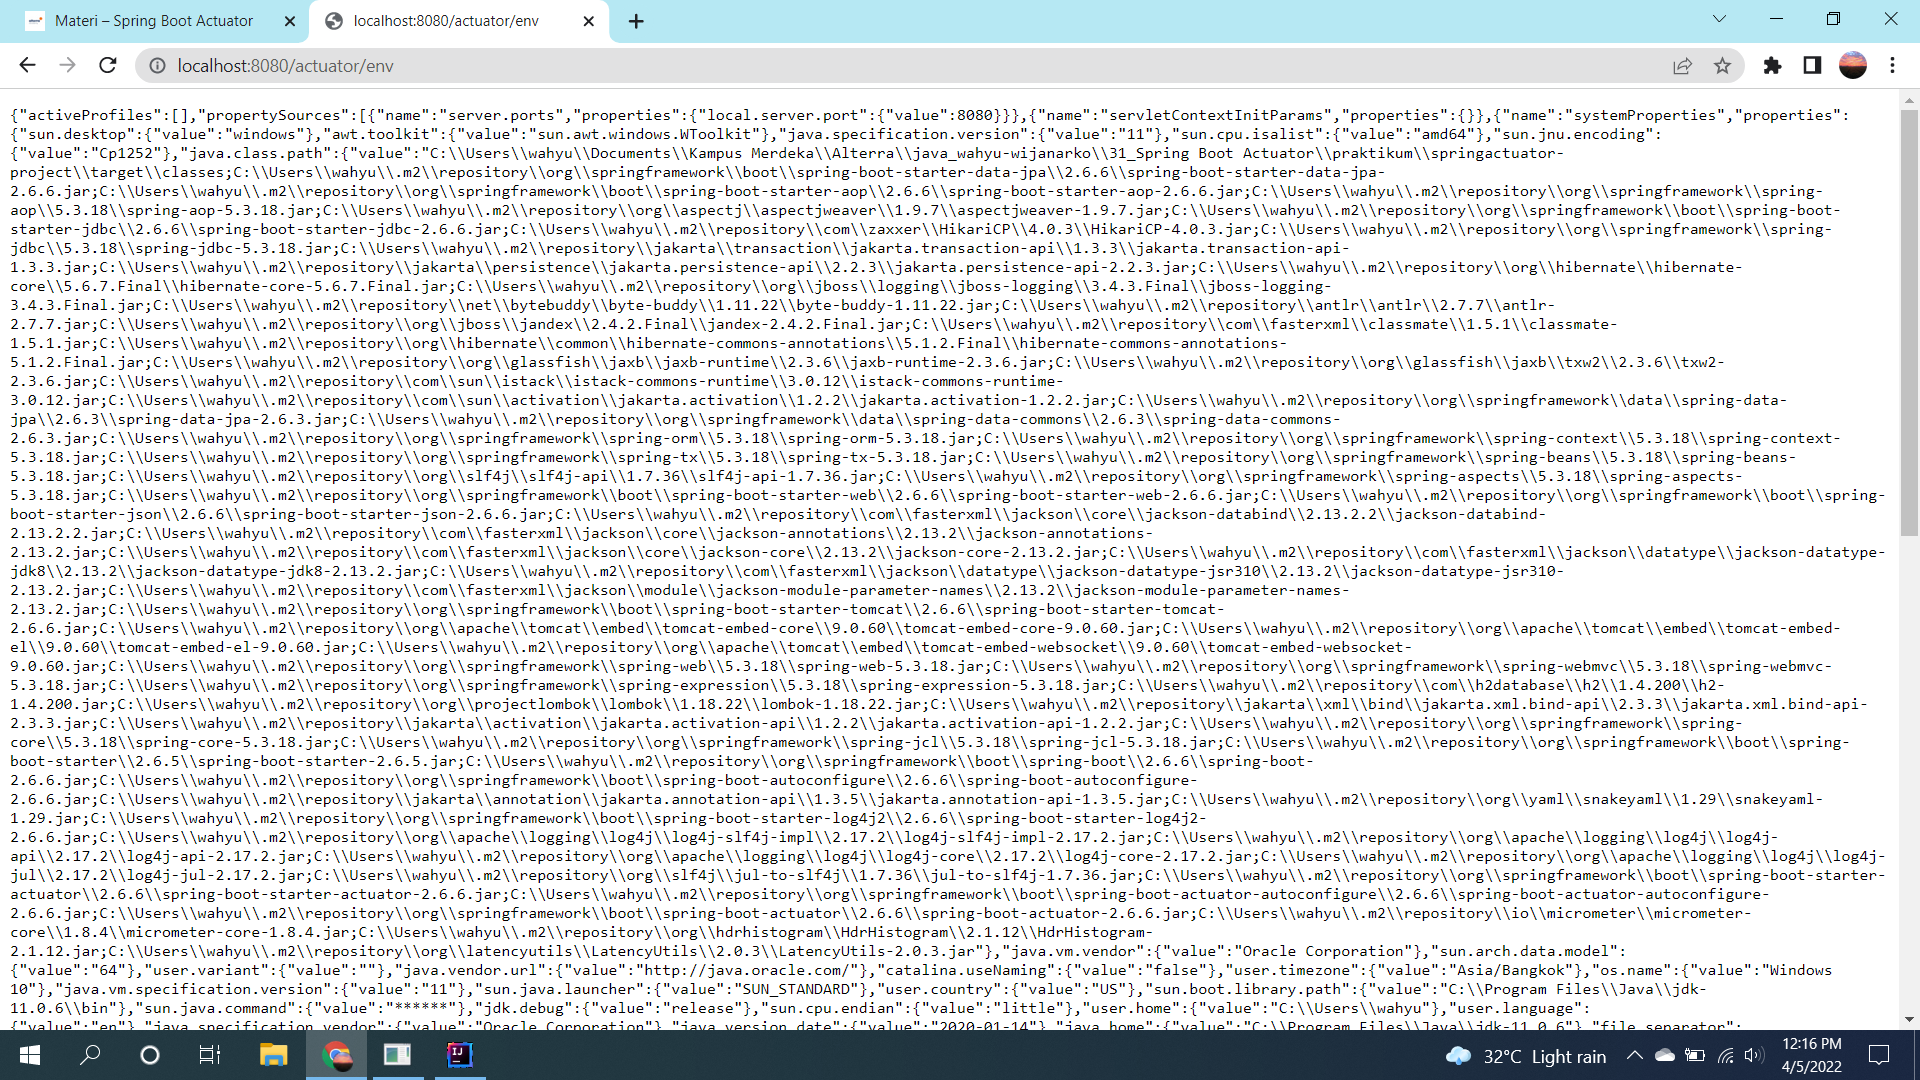 Materi – Spring Boot Actuator
localhost:8080/actuator/env
localhost:8080/actuator/env
{"activeProfiles":[],"propertySources":[{"name":"server.ports","properties":{"local.server.port":{"value":8080}}},{"name":"servletContextInitParams","properties":{}},{"name":"systemProperties","properties":
{"sun.desktop":{"value":"windows"},"awt.toolkit":{"value":"sun.awt.windows.WToolkit"},"java.specification.version":{"value":"11"},"sun.cpu.isalist":{"value":"amd64"},"sun.jnu.encoding":
{"value":"Cp1252"},"java.class.path":{"value":"C:\\Users\\wahyu\\Documents\\Kampus Merdeka\\Alterra\\java_wahyu-wijanarko\\31_Spring Boot Actuator\\praktikum\\springactuator-
project\\target\\classes;C:\\Users\\wahyu\\.m2\\repository\\org\\springframework\\boot\\spring-boot-starter-data-jpa\\2.6.6\\spring-boot-starter-data-jpa-
2.6.6.jar;C:\\Users\\wahyu\\.m2\\repository\\org\\springframework\\boot\\spring-boot-starter-aop\\2.6.6\\spring-boot-starter-aop-2.6.6.jar;C:\\Users\\wahyu\\.m2\\repository\\org\\springframework\\spring-
aop\\5.3.18\\spring-aop-5.3.18.jar;C:\\Users\\wahyu\\.m2\\repository\\org\\aspectj\\aspectjweaver\\1.9.7\\aspectjweaver-1.9.7.jar;C:\\Users\\wahyu\\.m2\\repository\\org\\springframework\\boot\\spring-boot-
starter-jdbc\\2.6.6\\spring-boot-starter-jdbc-2.6.6.jar;C:\\Users\\wahyu\\.m2\\repository\\com\\zaxxer\\HikariCP\\4.0.3\\HikariCP-4.0.3.jar;C:\\Users\\wahyu\\.m2\\repository\\org\\springframework\\spring-
jdbc\\5.3.18\\spring-jdbc-5.3.18.jar;C:\\Users\\wahyu\\.m2\\repository\\jakarta\\transaction\\jakarta.transaction-api\\1.3.3\\jakarta.transaction-api-
1.3.3.jar;C:\\Users\\wahyu\\.m2\\repository\\jakarta\\persistence\\jakarta.persistence-api\\2.2.3\\jakarta.persistence-api-2.2.3.jar;C:\\Users\\wahyu\\.m2\\repository\\org\\hibernate\\hibernate-
core\\5.6.7.Final\\hibernate-core-5.6.7.Final.jar;C:\\Users\\wahyu\\.m2\\repository\\org\\jboss\\logging\\jboss-logging\\3.4.3.Final\\jboss-logging-
3.4.3.Final.jar;C:\\Users\\wahyu\\.m2\\repository\\net\\bytebuddy\\byte-buddy\\1.11.22\\byte-buddy-1.11.22.jar;C:\\Users\\wahyu\\.m2\\repository\\antlr\\antlr\\2.7.7\\antlr-
2.7.7.jar;C:\\Users\\wahyu\\.m2\\repository\\org\\jboss\\jandex\\2.4.2.Final\\jandex-2.4.2.Final.jar;C:\\Users\\wahyu\\.m2\\repository\\com\\fasterxml\\classmate\\1.5.1\\classmate-
1.5.1.jar;C:\\Users\\wahyu\\.m2\\repository\\org\\hibernate\\common\\hibernate-commons-annotations\\5.1.2.Final\\hibernate-commons-annotations-
5.1.2.Final.jar;C:\\Users\\wahyu\\.m2\\repository\\org\\glassfish\\jaxb\\jaxb-runtime\\2.3.6\\jaxb-runtime-2.3.6.jar;C:\\Users\\wahyu\\.m2\\repository\\org\\glassfish\\jaxb\\txw2\\2.3.6\\txw2-
2.3.6.jar;C:\\Users\\wahyu\\.m2\\repository\\com\\sun\\istack\\istack-commons-runtime\\3.0.12\\istack-commons-runtime-
3.0.12.jar;C:\\Users\\wahyu\\.m2\\repository\\com\\sun\\activation\\jakarta.activation\\1.2.2\\jakarta.activation-1.2.2.jar;C:\\Users\\wahyu\\.m2\\repository\\org\\springframework\\data\\spring-data-
jpa\\2.6.3\\spring-data-jpa-2.6.3.jar;C:\\Users\\wahyu\\.m2\\repository\\org\\springframework\\data\\spring-data-commons\\2.6.3\\spring-data-commons-
2.6.3.jar;C:\\Users\\wahyu\\.m2\\repository\\org\\springframework\\spring-orm\\5.3.18\\spring-orm-5.3.18.jar;C:\\Users\\wahyu\\.m2\\repository\\org\\springframework\\spring-context\\5.3.18\\spring-context-
5.3.18.jar;C:\\Users\\wahyu\\.m2\\repository\\org\\springframework\\spring-tx\\5.3.18\\spring-tx-5.3.18.jar;C:\\Users\\wahyu\\.m2\\repository\\org\\springframework\\spring-beans\\5.3.18\\spring-beans-
5.3.18.jar;C:\\Users\\wahyu\\.m2\\repository\\org\\slf4j\\slf4j-api\\1.7.36\\slf4j-api-1.7.36.jar;C:\\Users\\wahyu\\.m2\\repository\\org\\springframework\\spring-aspects\\5.3.18\\spring-aspects-
5.3.18.jar;C:\\Users\\wahyu\\.m2\\repository\\org\\springframework\\boot\\spring-boot-starter-web\\2.6.6\\spring-boot-starter-web-2.6.6.jar;C:\\Users\\wahyu\\.m2\\repository\\org\\springframework\\boot\\spring-
boot-starter-json\\2.6.6\\spring-boot-starter-json-2.6.6.jar;C:\\Users\\wahyu\\.m2\\repository\\com\\fasterxml\\jackson\\core\\jackson-databind\\2.13.2.2\\jackson-databind-
2.13.2.2.jar;C:\\Users\\wahyu\\.m2\\repository\\com\\fasterxml\\jackson\\core\\jackson-annotations\\2.13.2\\jackson-annotations-
2.13.2.jar;C:\\Users\\wahyu\\.m2\\repository\\com\\fasterxml\\jackson\\core\\jackson-core\\2.13.2\\jackson-core-2.13.2.jar;C:\\Users\\wahyu\\.m2\\repository\\com\\fasterxml\\jackson\\datatype\\jackson-datatype-
jdk8\\2.13.2\\jackson-datatype-jdk8-2.13.2.jar;C:\\Users\\wahyu\\.m2\\repository\\com\\fasterxml\\jackson\\datatype\\jackson-datatype-jsr310\\2.13.2\\jackson-datatype-jsr310-
2.13.2.jar;C:\\Users\\wahyu\\.m2\\repository\\com\\fasterxml\\jackson\\module\\jackson-module-parameter-names\\2.13.2\\jackson-module-parameter-names-
2.13.2.jar;C:\\Users\\wahyu\\.m2\\repository\\org\\springframework\\boot\\spring-boot-starter-tomcat\\2.6.6\\spring-boot-starter-tomcat-
2.6.6.jar;C:\\Users\\wahyu\\.m2\\repository\\org\\apache\\tomcat\\embed\\tomcat-embed-core\\9.0.60\\tomcat-embed-core-9.0.60.jar;C:\\Users\\wahyu\\.m2\\repository\\org\\apache\\tomcat\\embed\\tomcat-embed-
el\\9.0.60\\tomcat-embed-el-9.0.60.jar;C:\\Users\\wahyu\\.m2\\repository\\org\\apache\\tomcat\\embed\\tomcat-embed-websocket\\9.0.60\\tomcat-embed-websocket-
9.0.60.jar;C:\\Users\\wahyu\\.m2\\repository\\org\\springframework\\spring-web\\5.3.18\\spring-web-5.3.18.jar;C:\\Users\\wahyu\\.m2\\repository\\org\\springframework\\spring-webmvc\\5.3.18\\spring-webmvc-
5.3.18.jar;C:\\Users\\wahyu\\.m2\\repository\\org\\springframework\\spring-expression\\5.3.18\\spring-expression-5.3.18.jar;C:\\Users\\wahyu\\.m2\\repository\\com\\h2database\\h2\\1.4.200\\h2-
1.4.200.jar;C:\\Users\\wahyu\\.m2\\repository\\org\\projectlombok\\lombok\\1.18.22\\lombok-1.18.22.jar;C:\\Users\\wahyu\\.m2\\repository\\jakarta\\xml\\bind\\jakarta.xml.bind-api\\2.3.3\\jakarta.xml.bind-api-
2.3.3.jar;C:\\Users\\wahyu\\.m2\\repository\\jakarta\\activation\\jakarta.activation-api\\1.2.2\\jakarta.activation-api-1.2.2.jar;C:\\Users\\wahyu\\.m2\\repository\\org\\springframework\\spring-
core\\5.3.18\\spring-core-5.3.18.jar;C:\\Users\\wahyu\\.m2\\repository\\org\\springframework\\spring-jcl\\5.3.18\\spring-jcl-5.3.18.jar;C:\\Users\\wahyu\\.m2\\repository\\org\\springframework\\boot\\spring-
boot-starter\\2.6.5\\spring-boot-starter-2.6.5.jar;C:\\Users\\wahyu\\.m2\\repository\\org\\springframework\\boot\\spring-boot\\2.6.6\\spring-boot-
2.6.6.jar;C:\\Users\\wahyu\\.m2\\repository\\org\\springframework\\boot\\spring-boot-autoconfigure\\2.6.6\\spring-boot-autoconfigure-
2.6.6.jar;C:\\Users\\wahyu\\.m2\\repository\\jakarta\\annotation\\jakarta.annotation-api\\1.3.5\\jakarta.annotation-api-1.3.5.jar;C:\\Users\\wahyu\\.m2\\repository\\org\\yaml\\snakeyaml\\1.29\\snakeyaml-
1.29.jar;C:\\Users\\wahyu\\.m2\\repository\\org\\springframework\\boot\\spring-boot-starter-log4j2\\2.6.6\\spring-boot-starter-log4j2-
2.6.6.jar;C:\\Users\\wahyu\\.m2\\repository\\org\\apache\\logging\\log4j\\log4j-slf4j-impl\\2.17.2\\log4j-slf4j-impl-2.17.2.jar;C:\\Users\\wahyu\\.m2\\repository\\org\\apache\\logging\\log4j\\log4j-
api\\2.17.2\\log4j-api-2.17.2.jar;C:\\Users\\wahyu\\.m2\\repository\\org\\apache\\logging\\log4j\\log4j-core\\2.17.2\\log4j-core-2.17.2.jar;C:\\Users\\wahyu\\.m2\\repository\\org\\apache\\logging\\log4j\\log4j-
jul\\2.17.2\\log4j-jul-2.17.2.jar;C:\\Users\\wahyu\\.m2\\repository\\org\\slf4j\\jul-to-slf4j\\1.7.36\\jul-to-slf4j-1.7.36.jar;C:\\Users\\wahyu\\.m2\\repository\\org\\springframework\\boot\\spring-boot-starter-
actuator\\2.6.6\\spring-boot-starter-actuator-2.6.6.jar;C:\\Users\\wahyu\\.m2\\repository\\org\\springframework\\boot\\spring-boot-actuator-autoconfigure\\2.6.6\\spring-boot-actuator-autoconfigure-
2.6.6.jar;C:\\Users\\wahyu\\.m2\\repository\\org\\springframework\\boot\\spring-boot-actuator\\2.6.6\\spring-boot-actuator-2.6.6.jar;C:\\Users\\wahyu\\.m2\\repository\\io\\micrometer\\micrometer-
core\\1.8.4\\micrometer-core-1.8.4.jar;C:\\Users\\wahyu\\.m2\\repository\\org\\hdrhistogram\\HdrHistogram\\2.1.12\\HdrHistogram-
2.1.12.jar;C:\\Users\\wahyu\\.m2\\repository\\org\\latencyutils\\LatencyUtils\\2.0.3\\LatencyUtils-2.0.3.jar"},"java.vm.vendor":{"value":"Oracle Corporation"},"sun.arch.data.model":
{"value":"64"},"user.variant":{"value":""},"java.vendor.url":{"value":"http://java.oracle.com/"},"catalina.useNaming":{"value":"false"},"user.timezone":{"value":"Asia/Bangkok"},"os.name":{"value":"Windows
10"},"java.vm.specification.version":{"value":"11"},"sun.java.launcher":{"value":"SUN_STANDARD"},"user.country":{"value":"US"},"sun.boot.library.path":{"value":"C:\\Program Files\\Java\\jdk-
11.0.6\\bin"},"sun.java.command":{"value":"******"},"jdk.debug":{"value":"release"},"sun.cpu.endian":{"value":"little"},"user.home":{"value":"C:\\Users\\wahyu"},"user.language":
{"value":"en"},"java.specification.vendor":{"value":"Oracle Corporation"},"java.version.date":{"value":"2020-01-14"},"java.home":{"value":"C:\\Program Files\\Java\\jdk-11.0.6"},"file.separator":
IJ
32°C Light rain
12:16 PM
4/5/2022